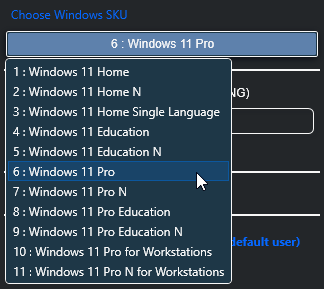 Choose Windows SKU
6 : Windows 11 Pro
1 : Windows 11 Home
2 : Windows 11 Home N
3 : Windows 11 Home Single Language
4 : Windows 11 Education
5 : Windows 11 Education N
6 : Windows 11 Pro
7 : Windows 11 Pro N
8 : Windows 11 Pro Education
9 : Windows 11 Pro Education N
10 : Windows 11 Pro for Workstations
11 : Windows 11 Pro N for Workstations
NG)
default user)